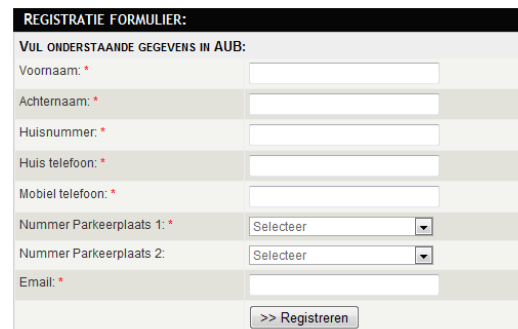 REGISTRATIE FORMULIER:
VUL ONDERSTAANDE GEGEVENS IN AUB:
Voornaam: *
Achternaam: *
Huisnummer: *
Huis telefoon: *
Mobiel telefoon: *
Nummer Parkeerplaats 1: * Selecteer
Nummer Parkeerplaats 2: Selecteer
Email: *
>> Registreren